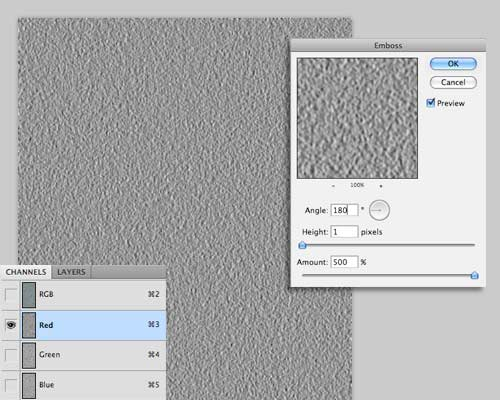 Emboss
OK
Cancel
Preview
- 100% +
Angle: 180 °
Height: 1 pixels
Amount: 500 %
CHANNELS LAYERS
RGB ⌘2
Red ⌘3
Green ⌘4
Blue ⌘5